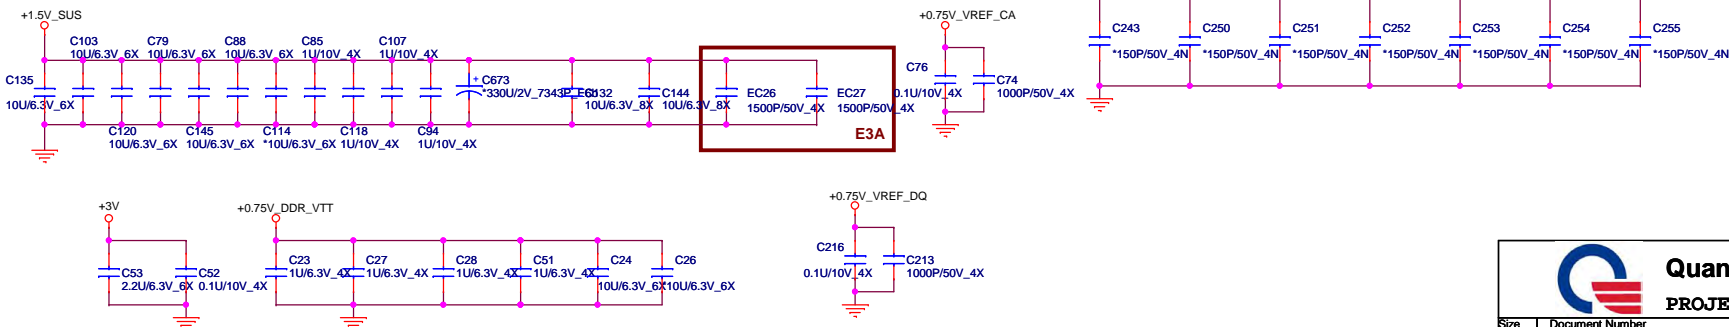 +1.5V_SUS
C135
10U/6.3V_6X
C103
10U/6.3V_6X
C79
10U/6.3V_6X
C88
10U/6.3V_6X
C85
1U/10V_4X
C107
1U/10V_4X
C120
10U/6.3V_6X
C145
10U/6.3V_6X
C114
*10U/6.3V_6X
C118
1U/10V_4X
C94
1U/10V_4X
+
C673
*330U/2V_7343P_E6b
C132
10U/6.3V_8X
C144
10U/6.3V_8X
EC26
1500P/50V_4X
EC27
1500P/50V_4X
E3A
+0.75V_VREF_CA
C76
0.1U/10V_4X
C74
1000P/50V_4X
C243
*150P/50V_4N
C250
*150P/50V_4N
C251
*150P/50V_4N
C252
*150P/50V_4N
C253
*150P/50V_4N
C254
*150P/50V_4N
C255
*150P/50V_4N
+3V
C53
2.2U/6.3V_6X
C52
0.1U/10V_4X
+0.75V_DDR_VTT
C23
1U/6.3V_4X
C27
1U/6.3V_4X
C28
1U/6.3V_4X
C51
1U/6.3V_4X
C24
10U/6.3V_6X
C26
*10U/6.3V_6X
+0.75V_VREF_DQ
C216
0.1U/10V_4X
C213
1000P/50V_4X
Quan
PROJE
Size
Document Number